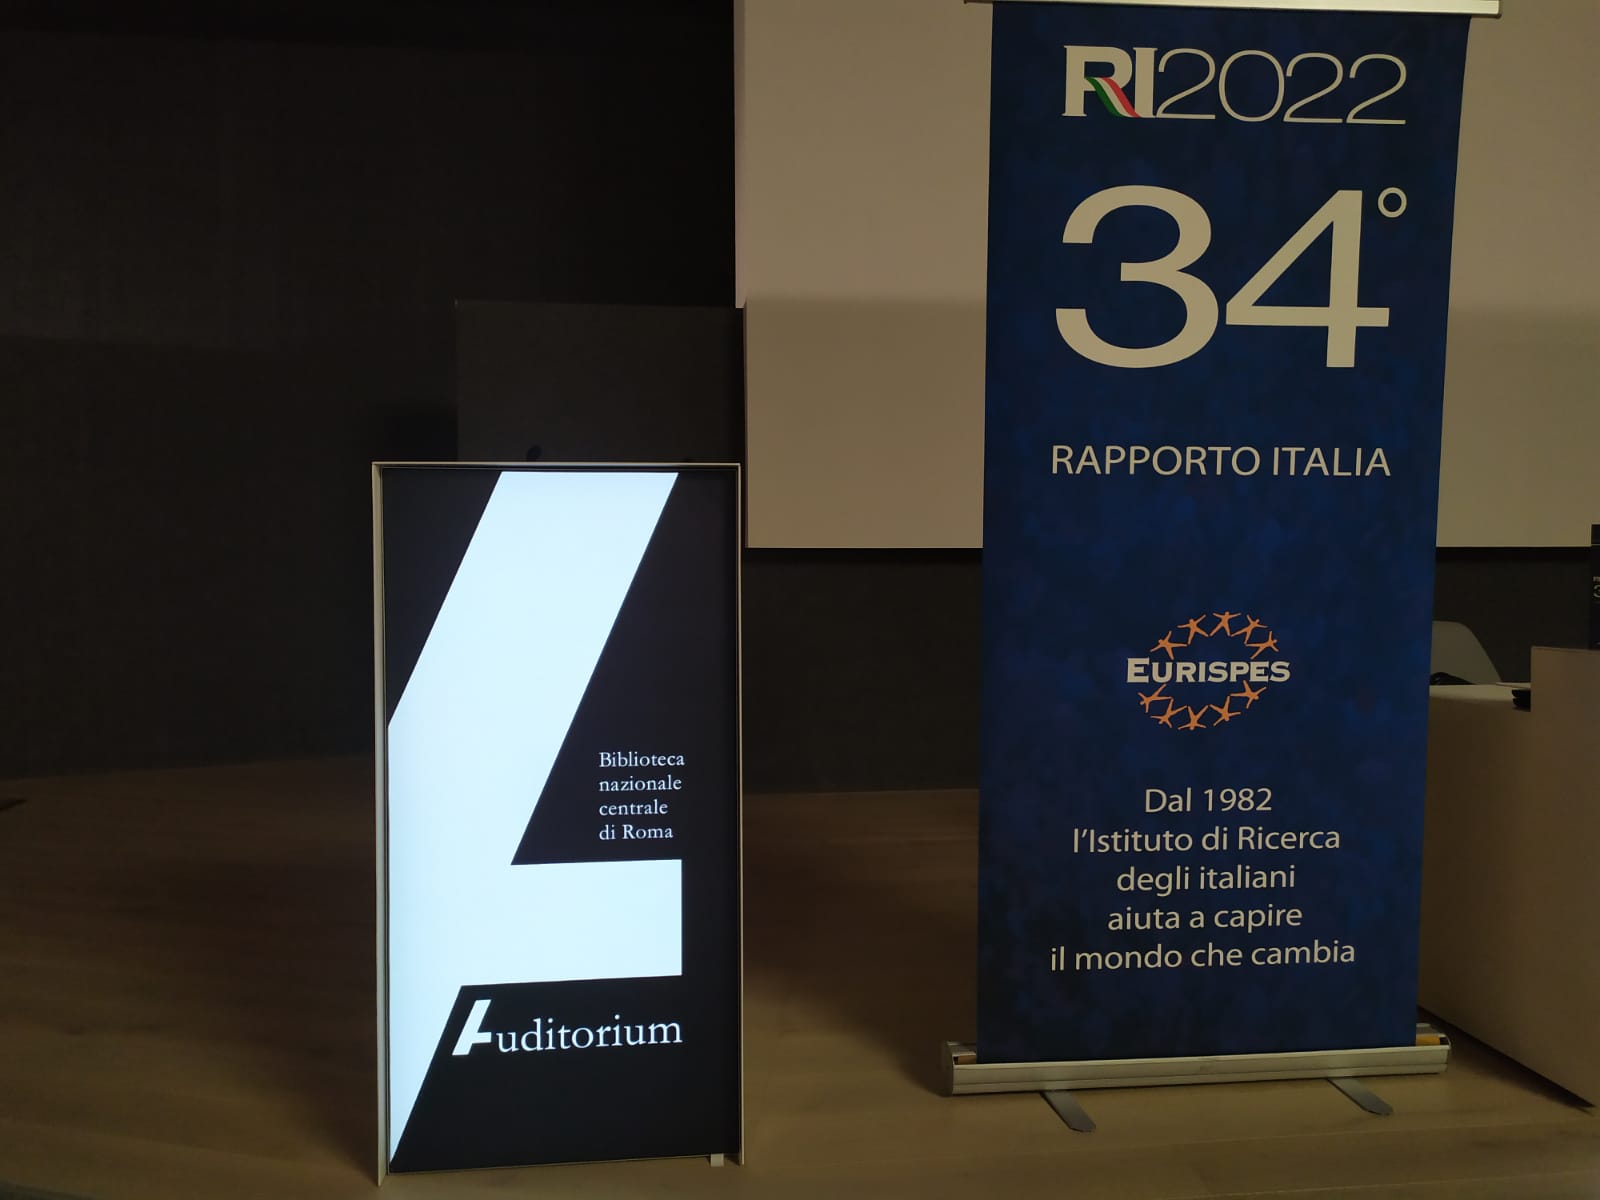 Biblioteca
nazionale
centrale
di Roma
Auditorium
RI2022
34°
RAPPORTO ITALIA
EURISPES
Dal 1982
l'Istituto di Ricerca
degli italiani
aiuta a capire
il mondo che cambia